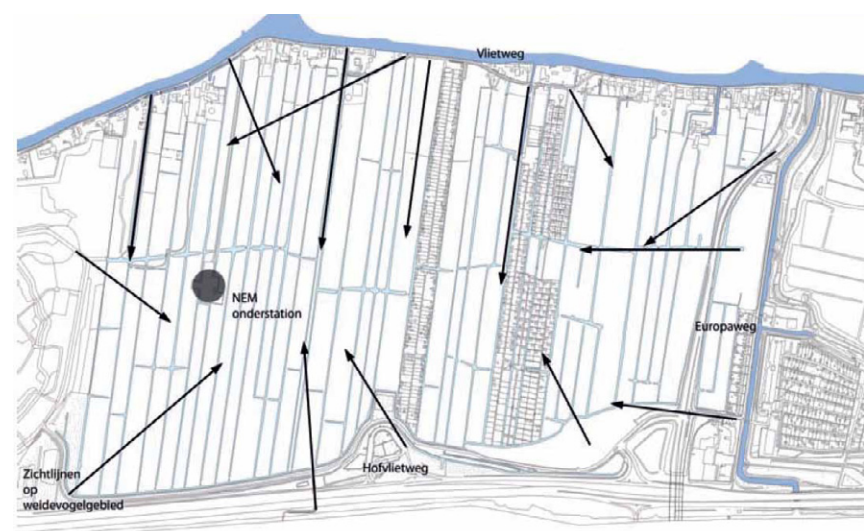 Vlietweg
NEM
onderstation
Europaweg
Zichtlijnen
op
weidevogelgebied
Hofvlietweg